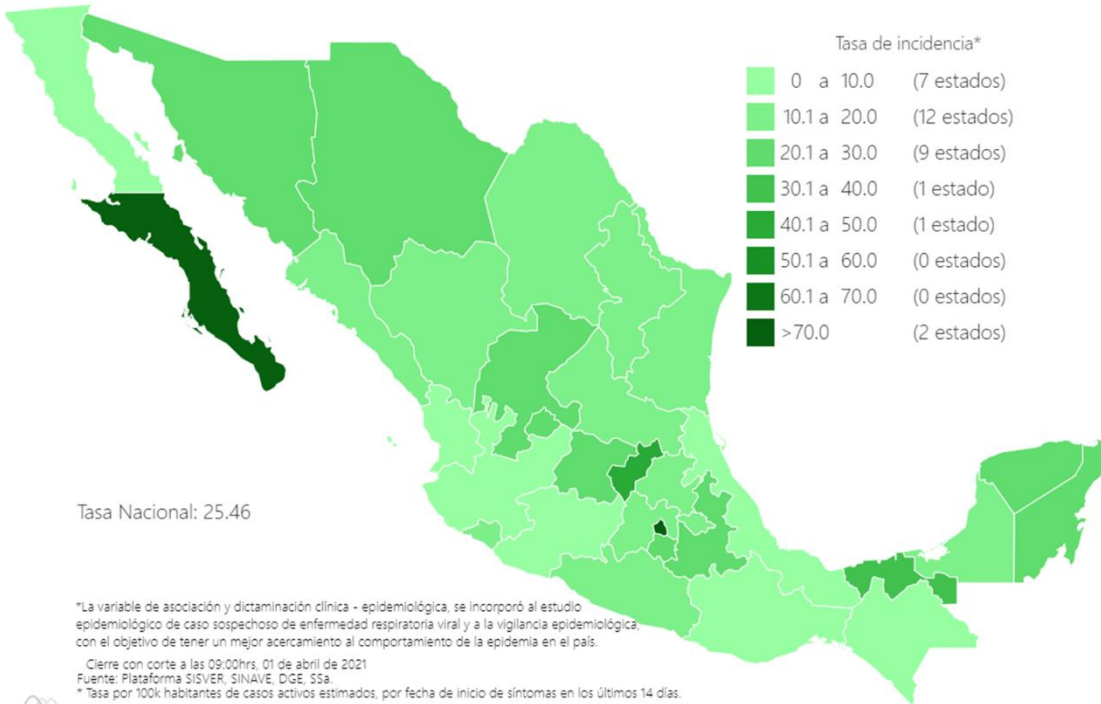 Tasa de incidencia*
0 a 10.0 (7 estados)
10.1 a 20.0 (12 estados)
20.1 a 30.0 (9 estados)
30.1 a 40.0 (1 estado)
40.1 a 50.0 (1 estado)
50.1 a 60.0 (0 estados)
60.1 a 70.0 (0 estados)
>70.0 (2 estados)
Tasa Nacional: 25.46
*La variable de asociación y dictaminación clínica - epidemiológica, se incorporó al estudio
epidemiológico de caso sospechoso de enfermedad respiratoria viral y a la vigilancia epidemiológica,
con el objetivo de tener un mejor acercamiento al comportamiento de la epidemia en el país.
Cierre con corte a las 09:00hrs, 01 de abril de 2021
Fuente: Plataforma SISVER, SINAVE, DGE, SSa.
* Tasa por 100k habitantes de casos activos estimados, por fecha de inicio de síntomas en los últimos 14 días.